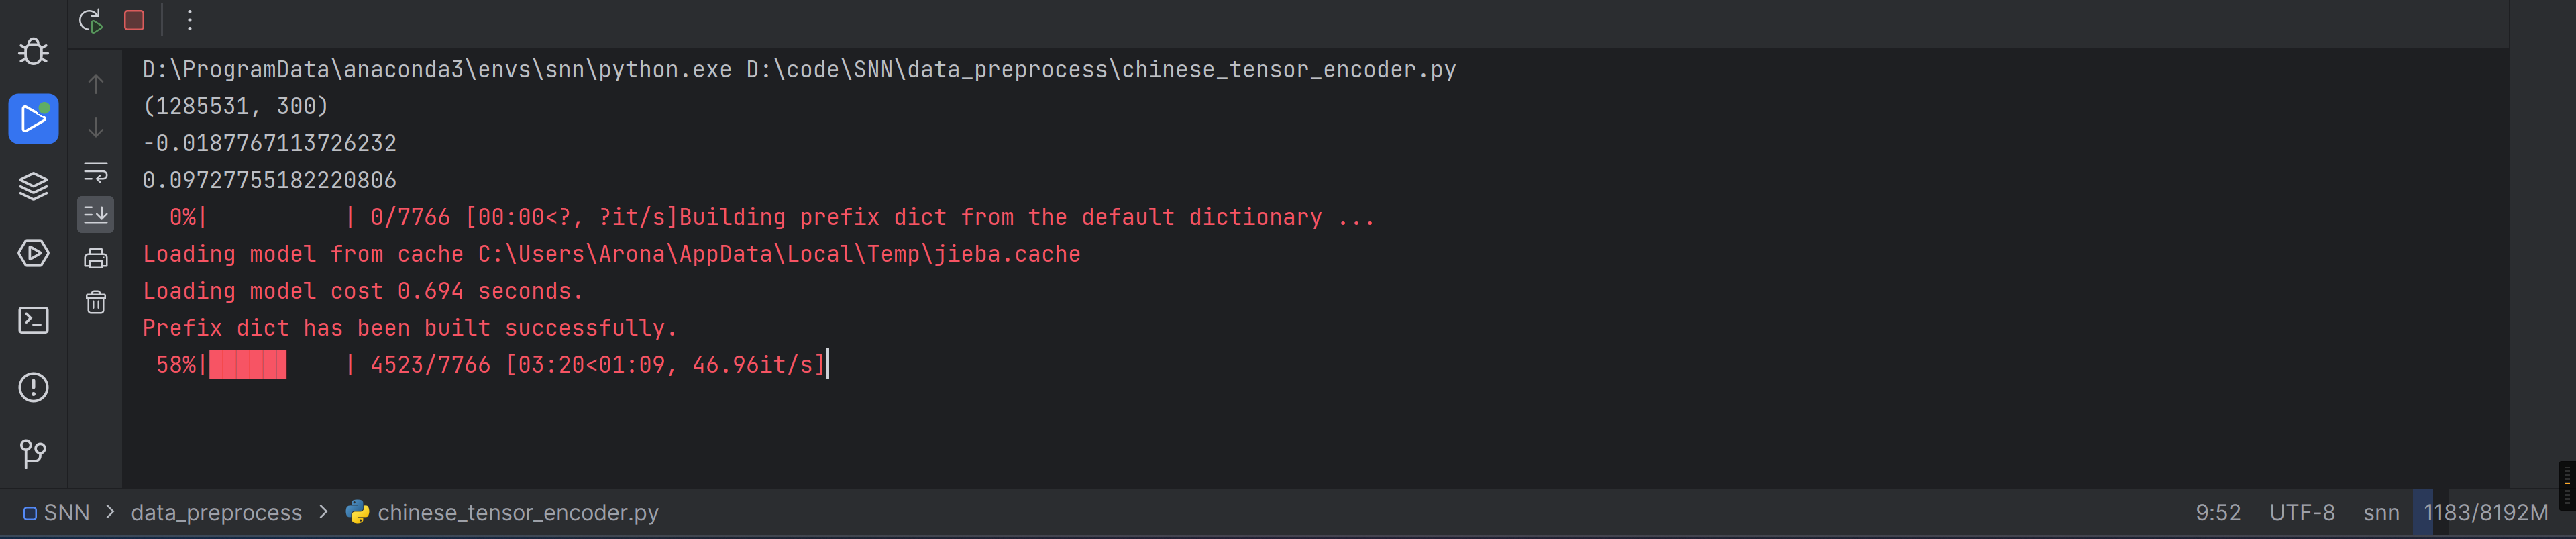 D:\ProgramData\anaconda3\envs\snn\python.exe D:\code\SNN\data_preprocess\chinese_tensor_encoder.py
(1285531, 300)
-0.0187767113726232
0.09727755182220806
  0%|          | 0/7766 [00:00<?, ?it/s]Building prefix dict from the default dictionary ...
Loading model from cache C:\Users\Arona\AppData\Local\Temp\jieba.cache
Loading model cost 0.694 seconds.
Prefix dict has been built successfully.
 58%|██████    | 4523/7766 [03:20<01:09, 46.96it/s]
SNN > data_preprocess > chinese_tensor_encoder.py 9:52 UTF-8 snn 1183/8192M